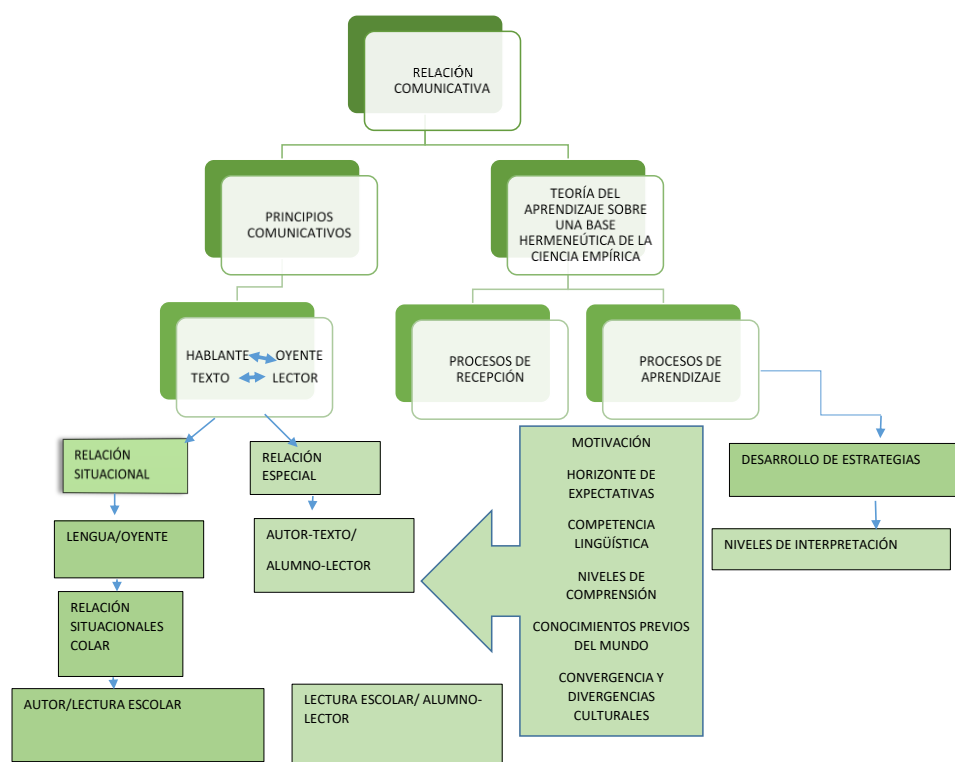 RELACIÓN
COMUNICATIVA
PRINCIPIOS
COMUNICATIVOS
TEORÍA DEL
APRENDIZAJE SOBRE
UNA BASE
HERMENEÚTICA DE LA
CIENCIA EMPÍRICA
HABLANTE OYENTE
TEXTO LECTOR
PROCESOS DE
RECEPCIÓN
PROCESOS DE
APRENDIZAJE
RELACIÓN
SITUACIONAL
RELACIÓN
ESPECIAL
MOTIVACIÓN
HORIZONTE DE
EXPECTATIVAS
COMPETENCIA
LINGÜÍSTICA
NIVELES DE
COMPRENSIÓN
CONOCIMIENTOS PREVIOS
DEL MUNDO
CONVERGENCIA Y
DIVERGENCIAS
CULTURALES
DESARROLLO DE ESTRATEGIAS
LENGUA/OYENTE
AUTOR-TEXTO/
ALUMNO-LECTOR
NIVELES DE INTERPRETACIÓN
RELACIÓN
SITUACIONALES
COLAR
AUTOR/LECTURA ESCOLAR
LECTURA ESCOLAR/ ALUMNO-
LECTOR